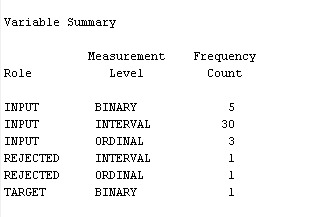 Variable Summary
Measurement Frequency
Role Level Count
INPUT BINARY 5
INPUT INTERVAL 30
INPUT ORDINAL 3
REJECTED INTERVAL 1
REJECTED ORDINAL 1
TARGET BINARY 1